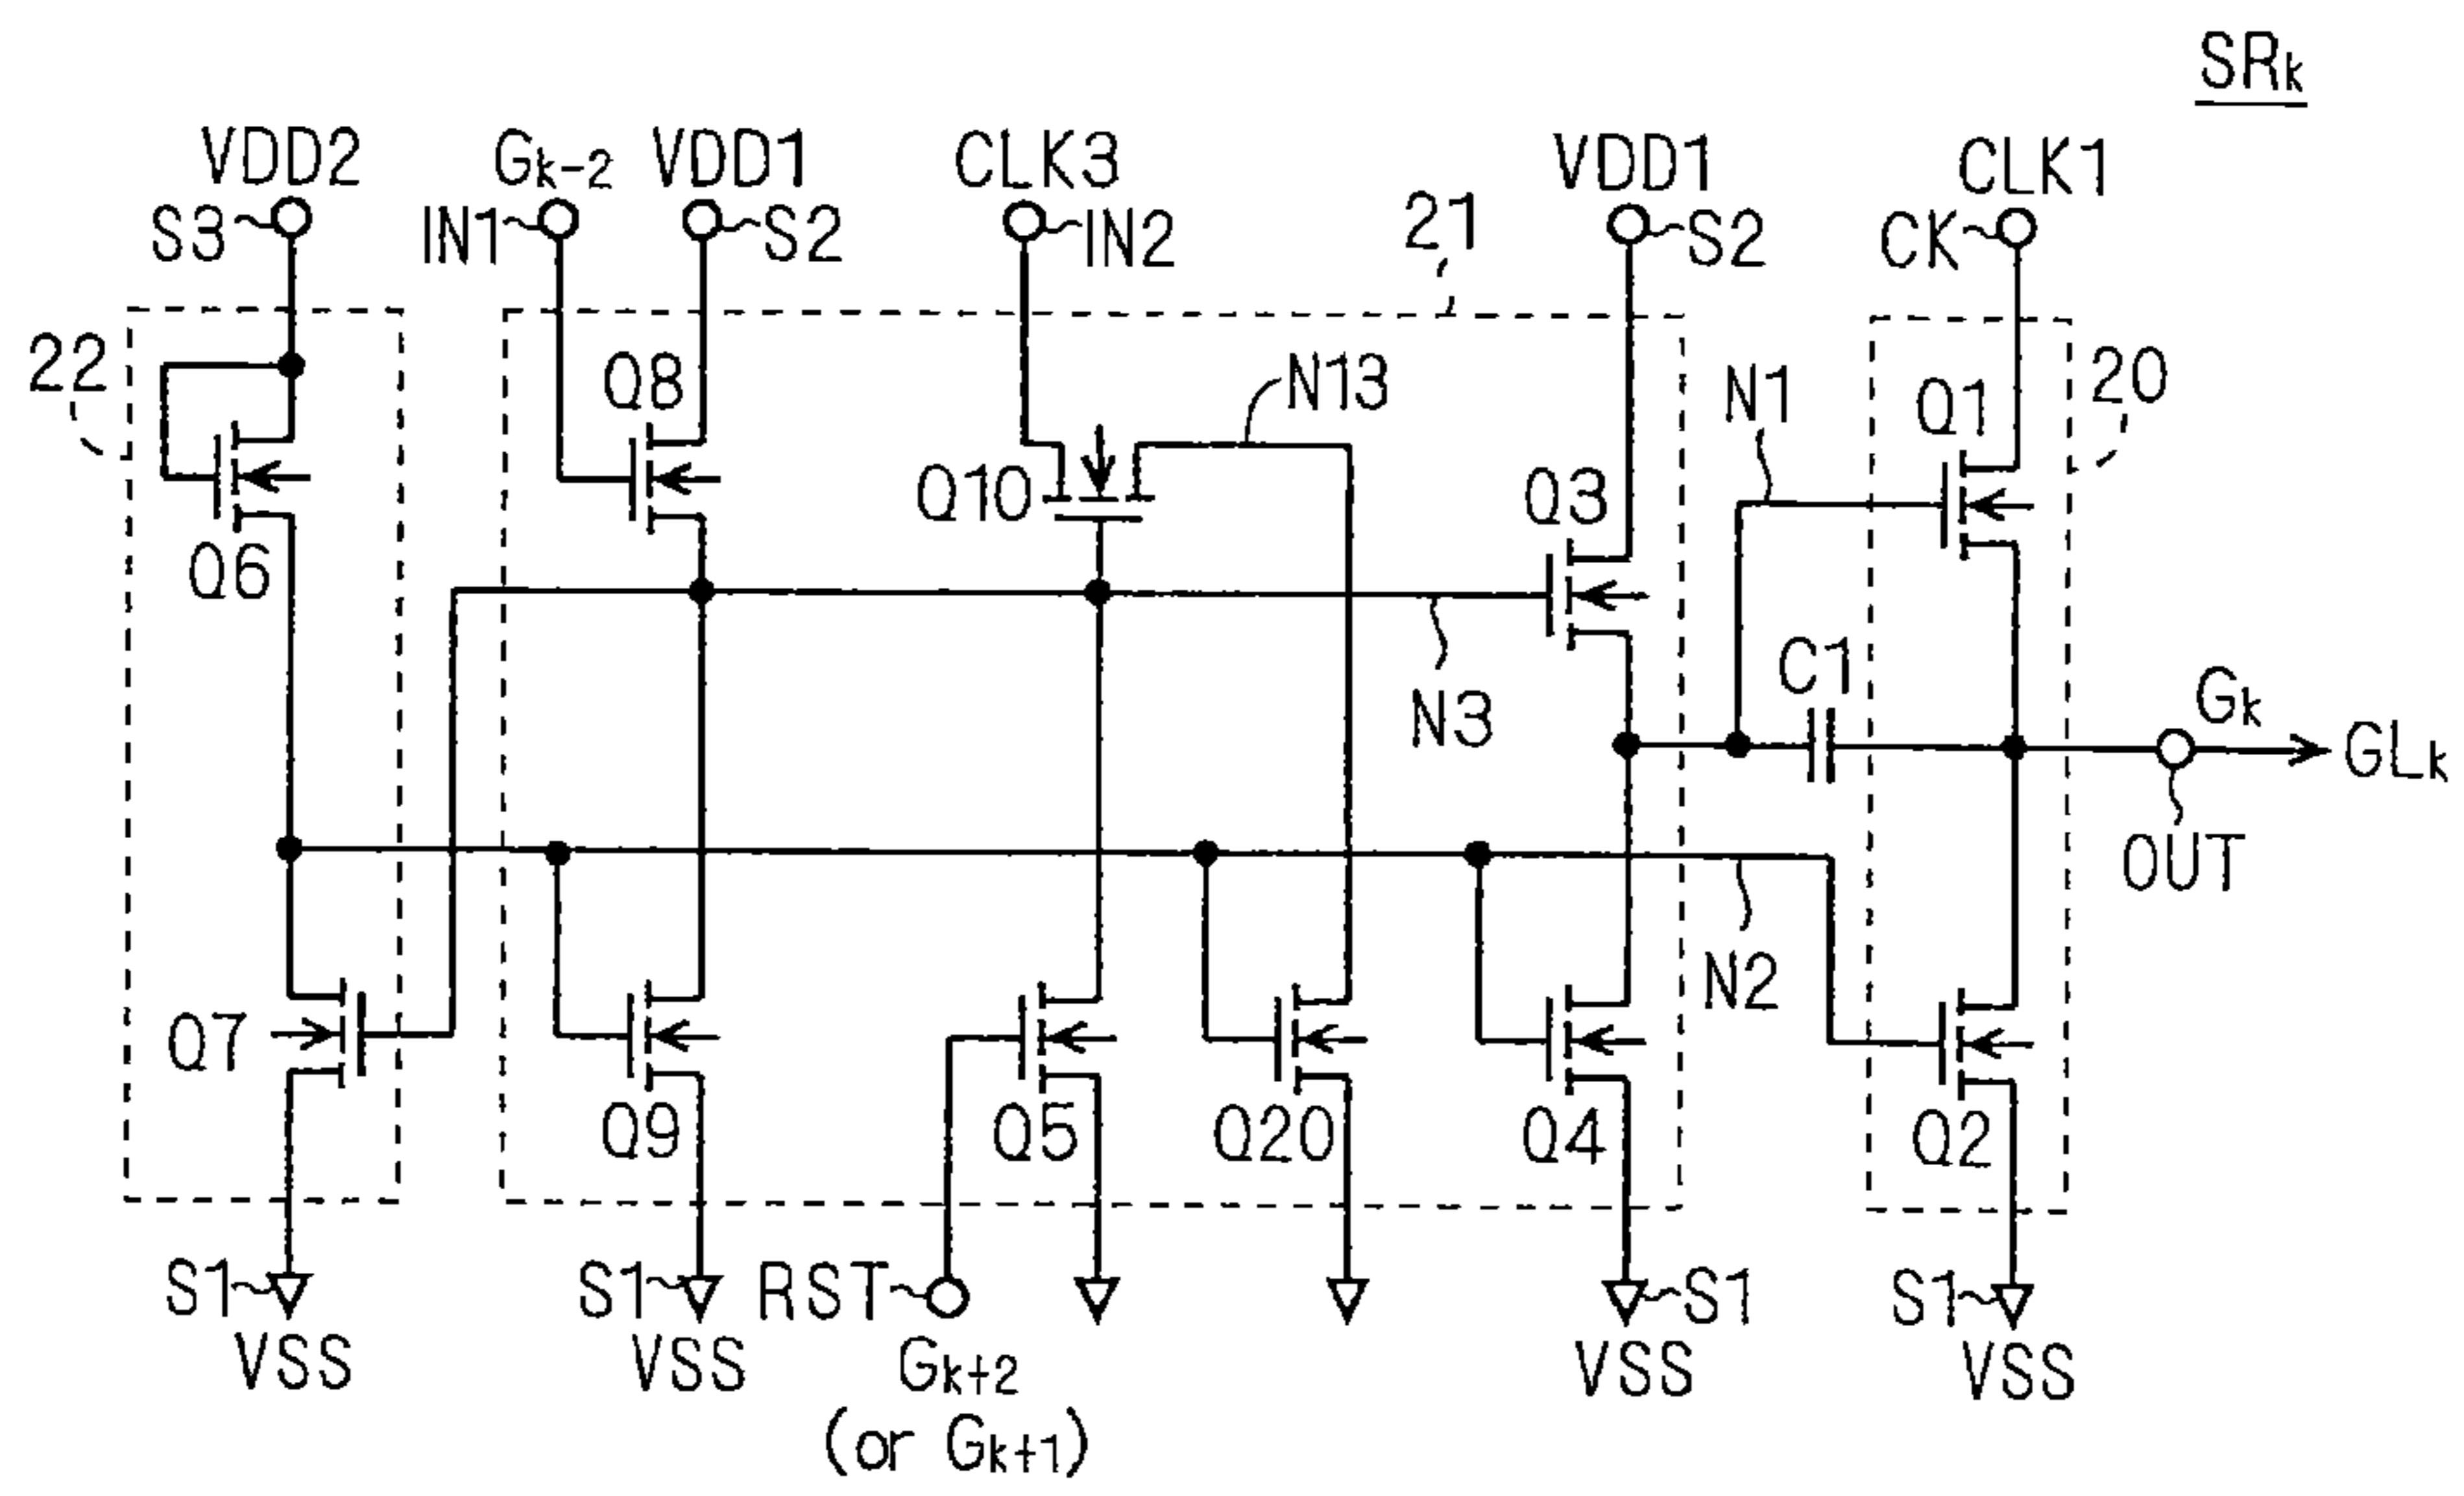 SRk
VDD2 Gk-2 VDD1 CLK3 VDD1 CLK1
S3 IN1 S2 IN2 21 S2 CK
22 Q8 N13 N1 Q1 20
Q6 Q10 Q3
C1
N3 Gk GLk
OUT
N2
Q7 Q9 Q5 Q20 Q4 Q2
S1 S1 RST S1 S1
VSS VSS Gk+2 VSS VSS
(or Gk+1)